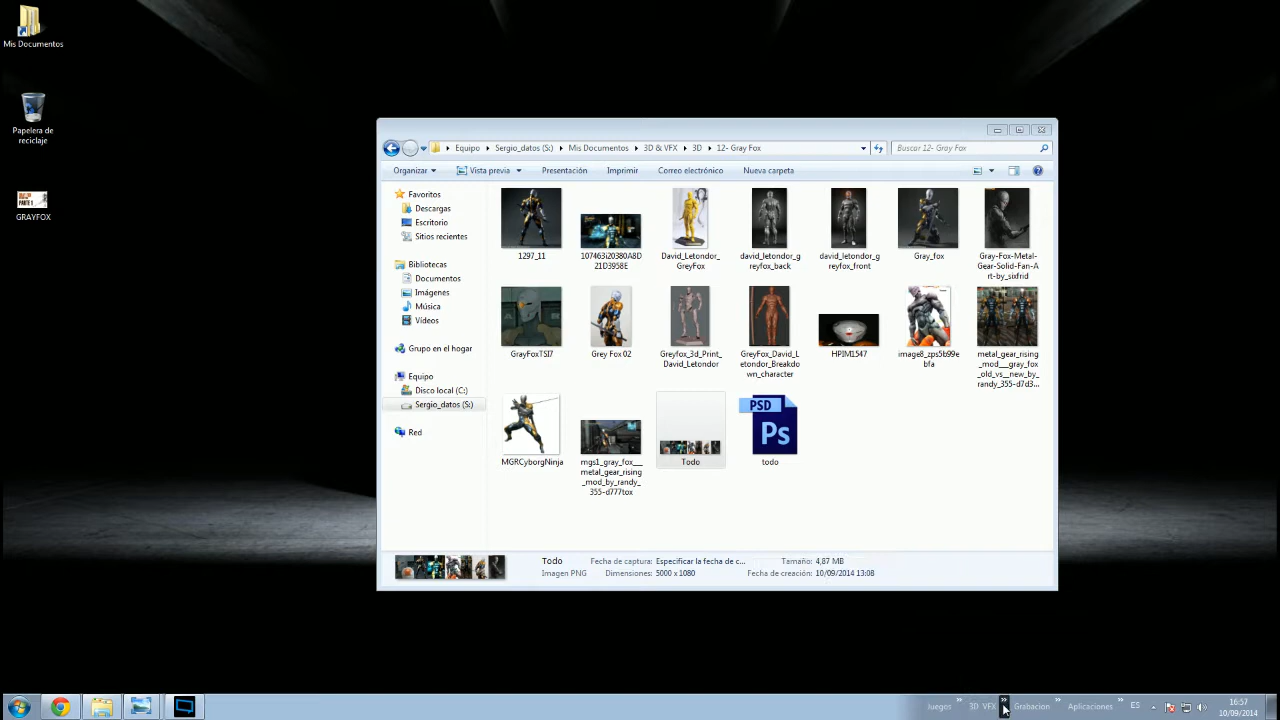 Mis Documentos
Papelera de
reciclaje
GRAYFOX
Equipo
Sergio_datos (S:)
Mis Documentos
3D & VFX
3D
12- Gray Fox
Buscar 12- Gray Fox
Organizar
Vista previa
Presentación
Imprimir
Correo electrónico
Nueva carpeta
Favoritos
Descargas
Escritorio
Sitios recientes
Bibliotecas
Documentos
Imágenes
Música
Vídeos
Grupo en el hogar
Equipo
Disco local (C:)
Sergio_datos (S:)
Red
1297_11
107463i20380A8D
21D3958E
David_Letondor_
GreyFox
david_letondor_g
reyfox_back
david_letondor_g
reyfox_front
Gray_fox
Gray-Fox-Metal-
Gear-Solid-Fan-A
rt-by_sixfrid
GrayFoxTSI7
Grey Fox 02
Greyfox_3d_Print_
David_Letondor
GreyFox_David_L
etondor_Breakdo
wn_character
HPIM1547
image8_zps5b99e
bfa
metal_gear_rising
_mod___gray_fox
_old_vs__new_by_
randy_355-d7d3...
MGRCyborgNinja
mgs1_gray_fox__
metal_gear_rising
_mod_by_randy_
355-d777tox
Todo
PSD
Ps
todo
Todo
Imagen PNG
Fecha de captura: Especificar la fecha de c...
Dimensiones: 5000 x 1080
Tamaño: 4,87 MB
Fecha de creación: 10/09/2014 13:08
Juegos
3D VFX
Grabacion
Aplicaciones
ES
16:57
10/09/2014